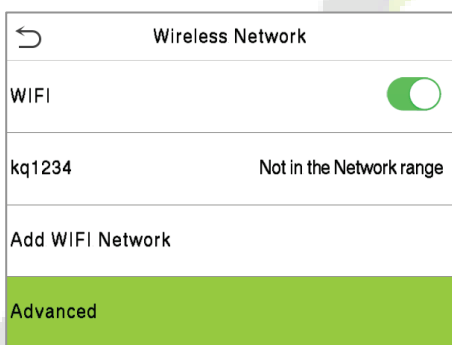 Wireless Network
WIFI
kq1234 Not in the Network range
Add WIFI Network
Advanced